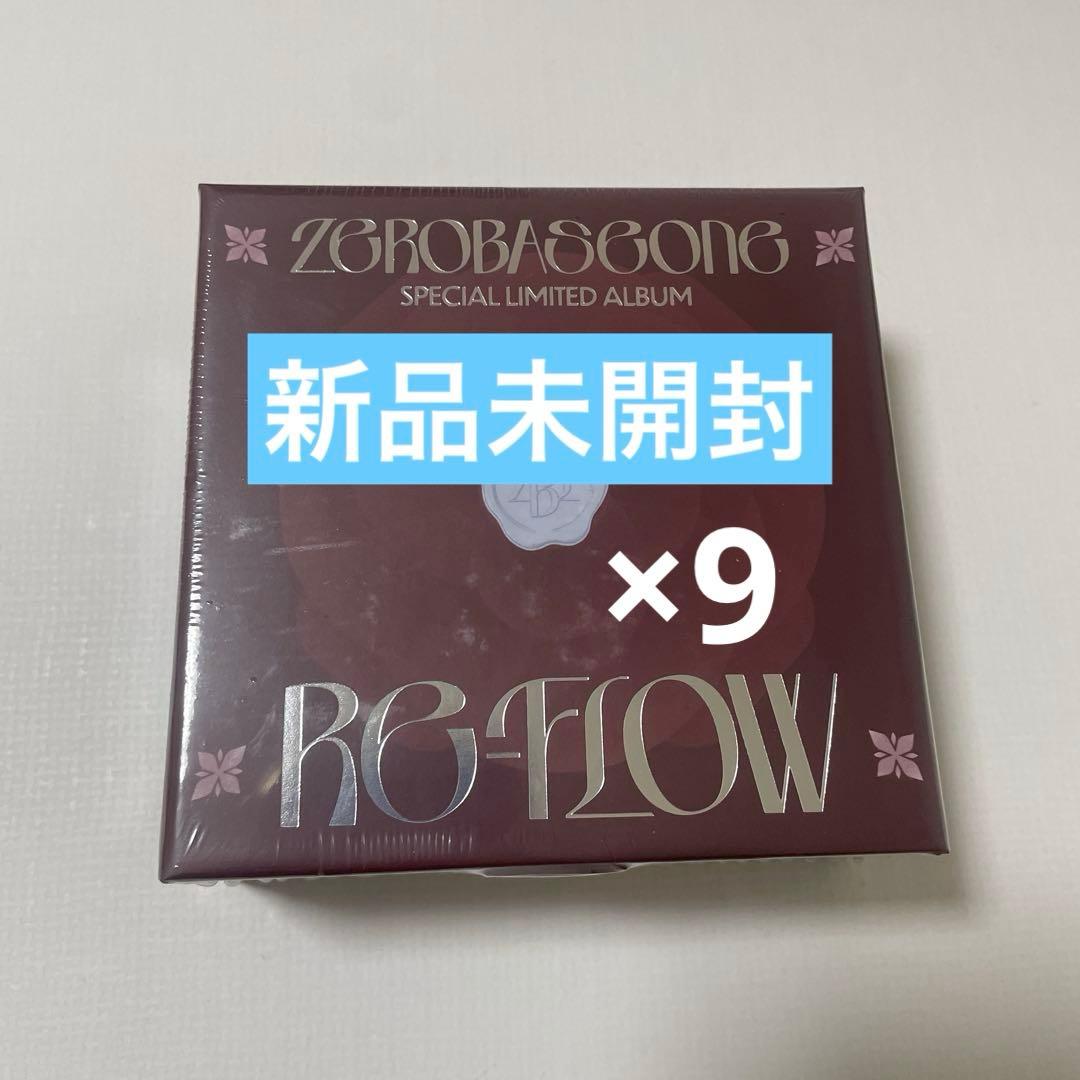 ZEROBASEONE
SPECIAL LIMITED ALBUM
新品未開封
×9
RE-FLOW